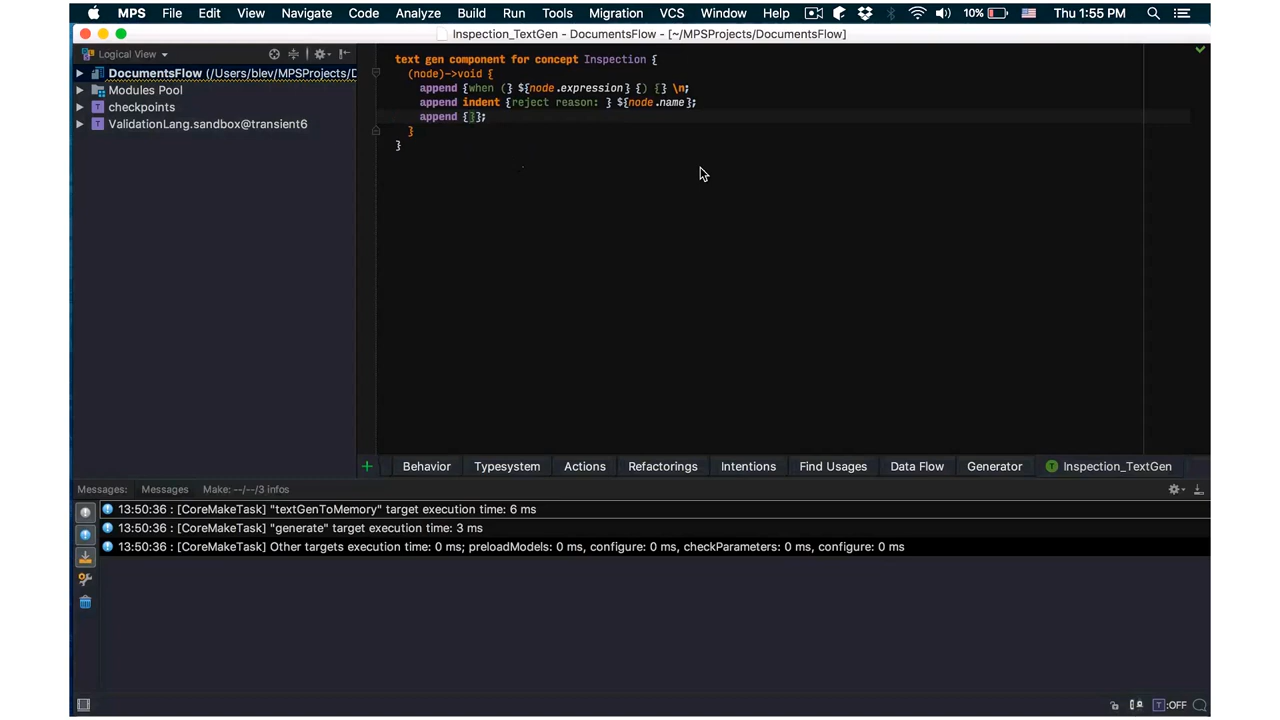 MPS File Edit View Navigate Code Analyze Build Run Tools Migration VCS Window Help 10% Thu 1:55 PM
Inspection_TextGen - DocumentsFlow - [~/MPSProjects/DocumentsFlow]
Logical View
DocumentsFlow (/Users/blev/MPSProjects/D
Modules Pool
checkpoints
ValidationLang.sandbox@transient6
text gen component for concept Inspection {
(node)->void {
append {when (} ${node.expression} {) {} \n;
append indent {reject reason: } ${node.name};
append {}};
}
}
+ Behavior Typesystem Actions Refactorings Intentions Find Usages Data Flow Generator T Inspection_TextGen
Messages: Messages Make: --/--/3 infos
13:50:36 : [CoreMakeTask] "textGenToMemory" target execution time: 6 ms
13:50:36 : [CoreMakeTask] "generate" target execution time: 3 ms
13:50:36 : [CoreMakeTask] Other targets execution time: 0 ms; preloadModels: 0 ms, configure: 0 ms, checkParameters: 0 ms, configure: 0 ms
T :OFF